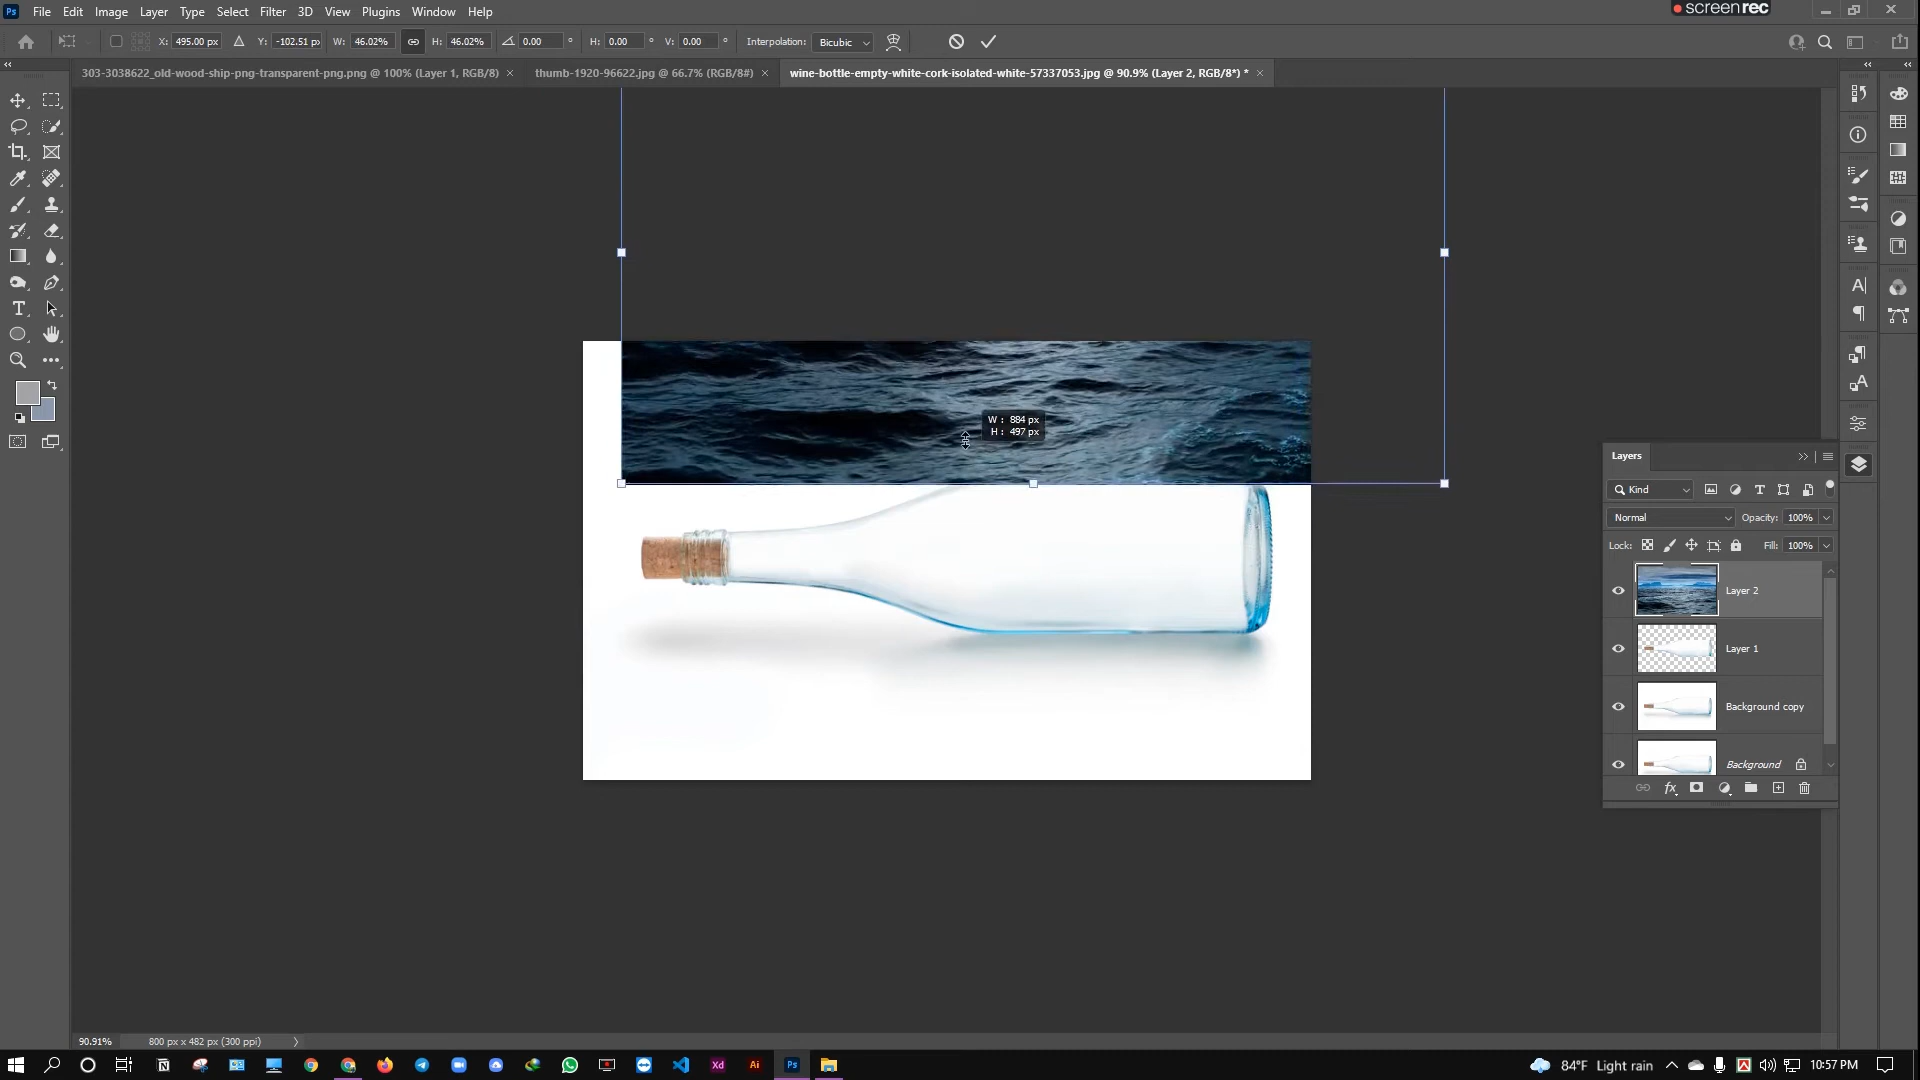 Ps File Edit Image Layer Type Select Filter 3D View Plugins Window Help
screenrec
X: 495.00 px Y: -102.51 px W: 46.02% H: 46.02% 0.00 ° H: 0.00 ° V: 0.00 ° Interpolation: Bicubic
303-3038622_old-wood-ship-png-transparent-png.png @ 100% (Layer 1, RGB/8) ×
thumb-1920-96622.jpg @ 66.7% (RGB/8#) ×
wine-bottle-empty-white-cork-isolated-white-57337053.jpg @ 90.9% (Layer 2, RGB/8*) * ×
W : 884 px
H : 497 px
Layers
Kind
Normal Opacity: 100%
Lock: Fill: 100%
Layer 2
Layer 1
Background copy
Background
fx
90.91% 800 px x 482 px (300 ppi)
Xd Ai Ps
84°F Light rain
10:57 PM